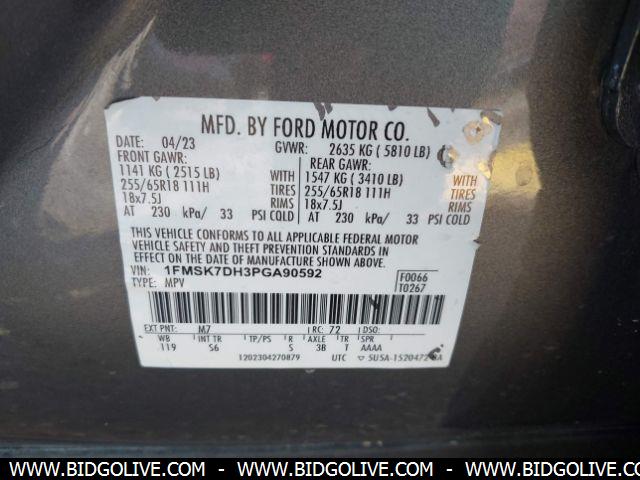 MFD. BY FORD MOTOR CO.
DATE: 04/23 GVWR: 2635 KG ( 5810 LB)
FRONT GAWR: REAR GAWR:
1141 KG ( 2515 LB) WITH 1547 KG ( 3410 LB) WITH
255/65R18 111H TIRES 255/65R18 111H TIRES
18x7.5J RIMS 18x7.5J RIMS
AT 230 kPa/ 33 PSI COLD AT 230 kPa/ 33 PSI COLD
THIS VEHICLE CONFORMS TO ALL APPLICABLE FEDERAL MOTOR
VEHICLE SAFETY AND THEFT PREVENTION STANDARDS IN
EFFECT ON THE DATE OF MANUFACTURE SHOWN ABOVE.
VIN: 1FMSK7DH3PGA90592 F0066
TYPE: MPV T0267
EXT PNT: M7 RC: 72 DSO:
WB INT TR TP/PS R AXLE TR SPR
119 S6 S 3B T AAAA
1202304270879 UTC 5U5A-1520472 BA
WWW.BIDGOLIVE.COM - WWW.BIDGOLIVE.COM - WWW.BIDGOLIVE.COM